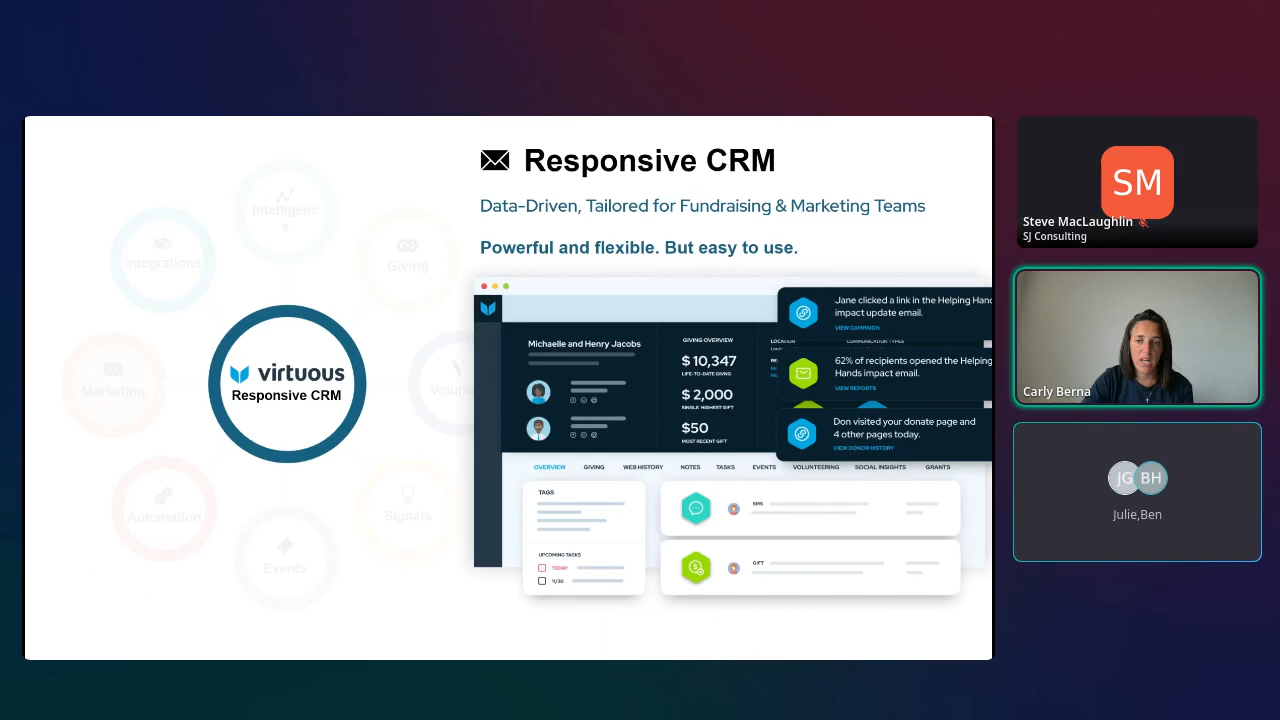 Responsive CRM
Data-Driven, Tailored for Fundraising & Marketing Teams
Powerful and flexible. But easy to use.
Intelligenc
e
Integrations
Giving
virtuous
Responsive CRM
Marketing
Volun
Automation
Signals
Events
Michaelle and Henry Jacobs
GIVING OVERVIEW
$ 10,347
LIFE-TO-DATE GIVING
$ 2,000
SINGLE HIGHEST GIFT
$50
MOST RECENT GIFT
LOCATION
COMMUNICATION TYPES
Jane clicked a link in the Helping Hand
impact update email.
VIEW CAMPAIGN
62% of recipients opened the Helping
Hands impact email.
VIEW REPORTS
Don visited your donate page and
4 other pages today.
VIEW DONOR HISTORY
OVERVIEW
GIVING
WEB HISTORY
NOTES
TASKS
EVENTS
VOLUNTEERING
SOCIAL INSIGHTS
GRANTS
TAGS
UPCOMING TASKS
TODAY
11/30
SMS
GIFT
SM
Steve MacLaughlin
SJ Consulting
Carly Berna
JG
BH
Julie,Ben